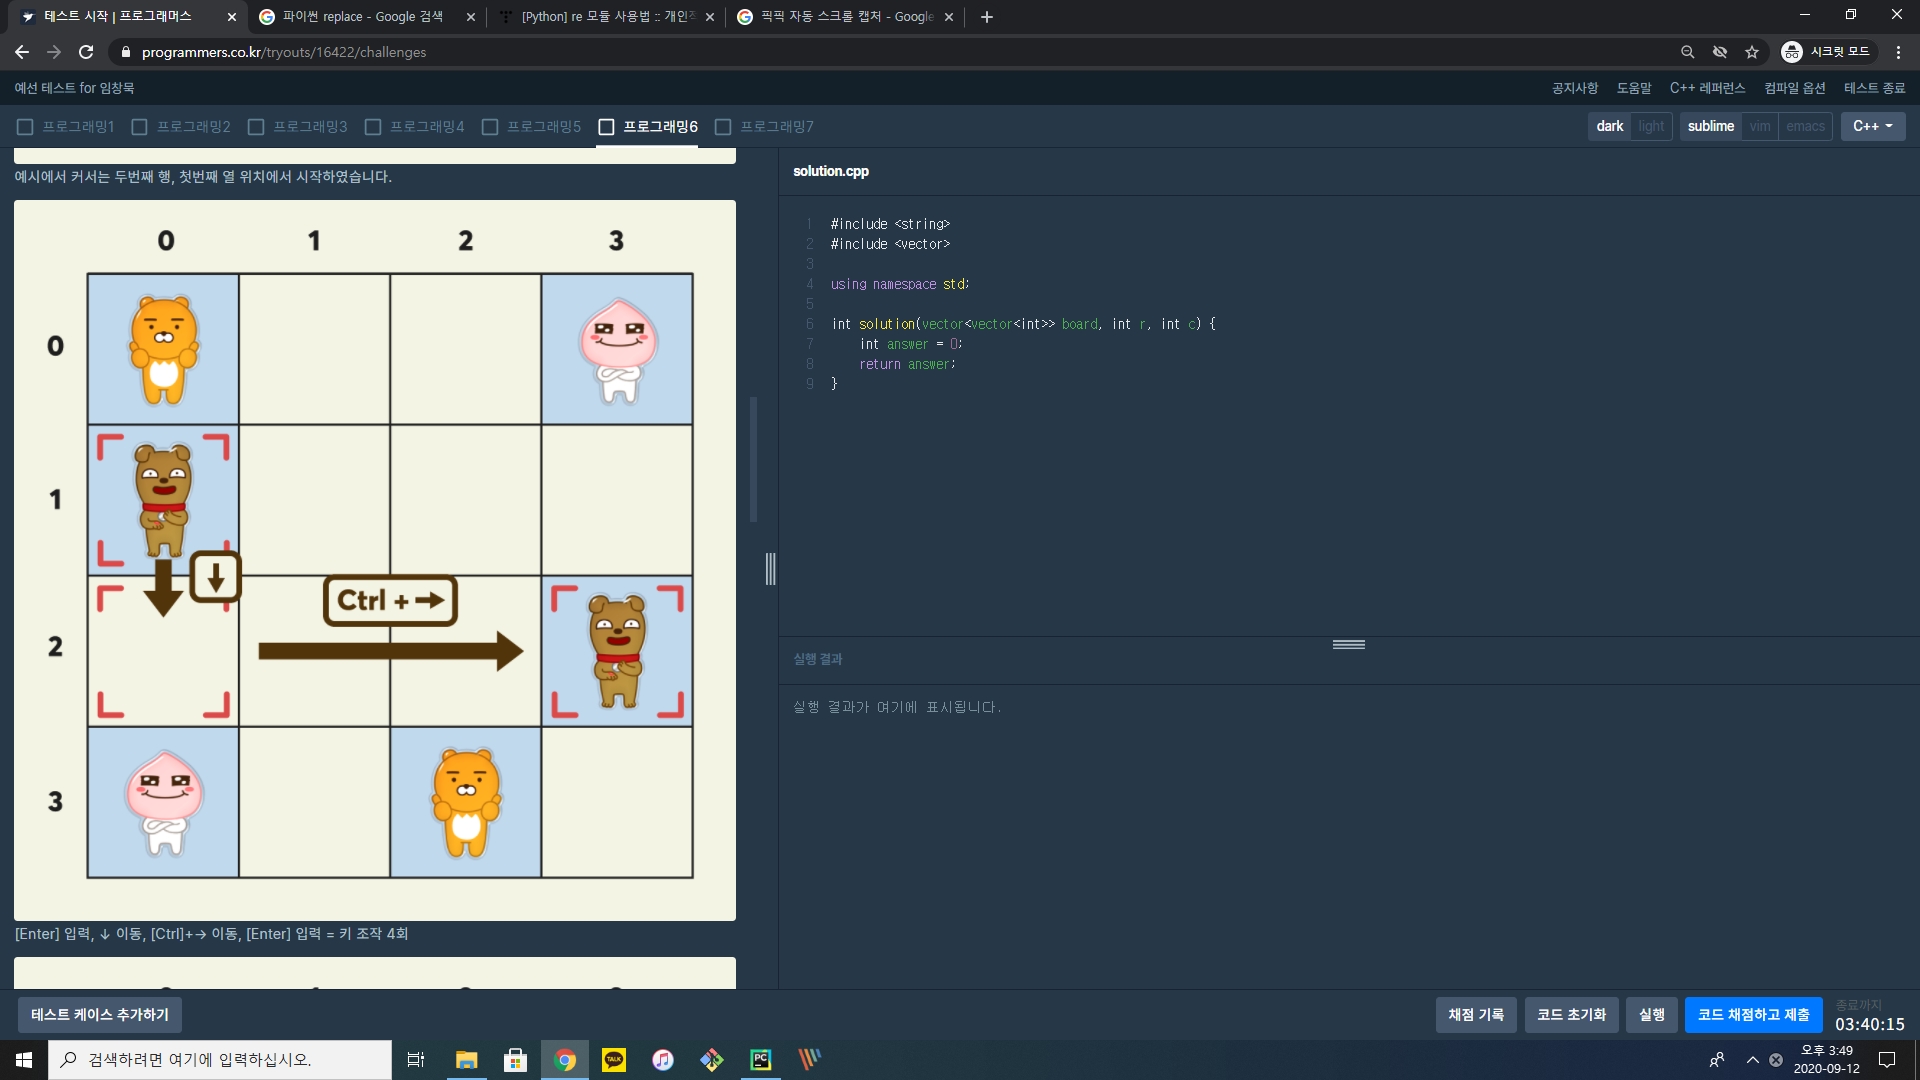 테스트 시작 | 프로그래머스
파이썬 replace - Google 검색
[Python] re 모듈 사용법 :: 개인적
픽픽 자동 스크롤 캡처 - Google
programmers.co.kr/tryouts/16422/challenges
시크릿 모드
예선 테스트 for 임창묵
공지사항 도움말 C++ 레퍼런스 컴파일 옵션 테스트 종료
프로그래밍1 프로그래밍2 프로그래밍3 프로그래밍4 프로그래밍5 프로그래밍6 프로그래밍7
dark light sublime vim emacs C++
예시에서 커서는 두번째 행, 첫번째 열 위치에서 시작하였습니다.
0 1 2 3
0
1
↓
Ctrl + →
2
3
[Enter] 입력, ↓ 이동, [Ctrl]+→ 이동, [Enter] 입력 = 키 조작 4회
solution.cpp
1 #include <string>
2 #include <vector>
3
4 using namespace std;
5
6 int solution(vector<vector<int>> board, int r, int c) {
7 int answer = 0;
8 return answer;
9 }
실행 결과
실행 결과가 여기에 표시됩니다.
테스트 케이스 추가하기
채점 기록 코드 초기화 실행 코드 채점하고 제출
종료까지
03:40:15
검색하려면 여기에 입력하십시오.
TALK
PC
오후 3:49
2020-09-12